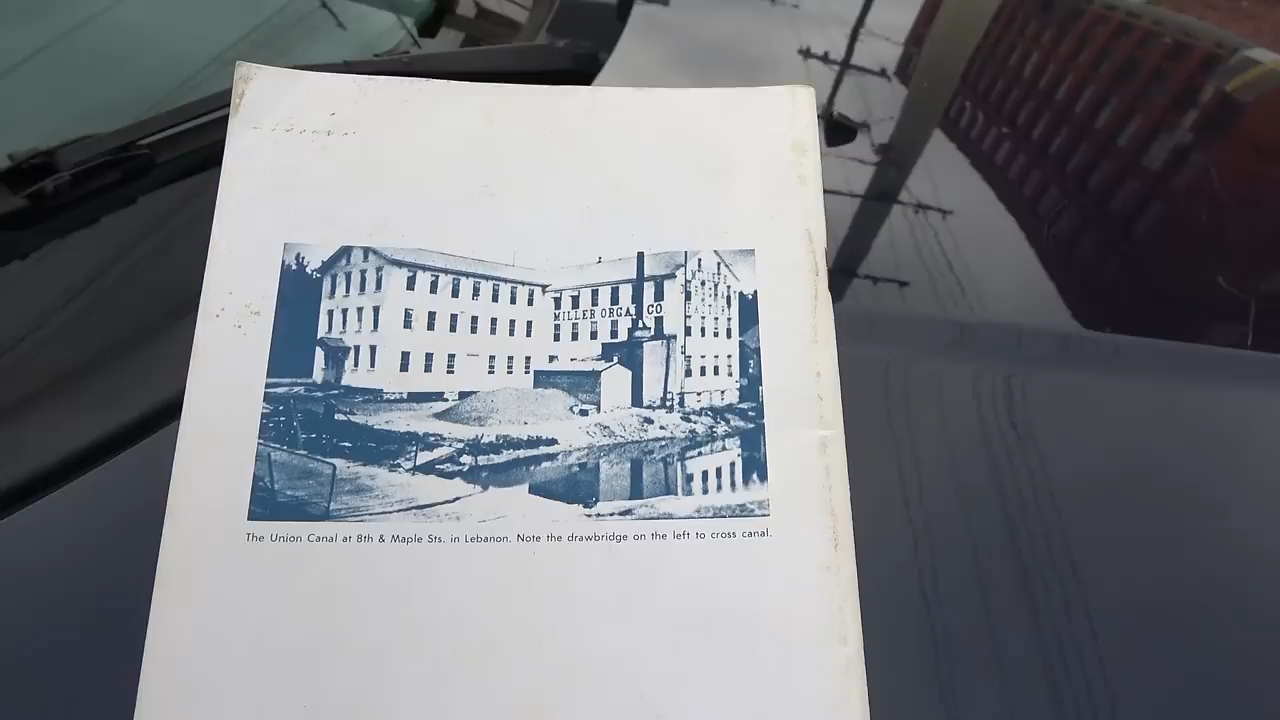 MILLER ORGAN CO.
FACTORY
The Union Canal at 8th & Maple Sts. in Lebanon. Note the drawbridge on the left to cross canal.